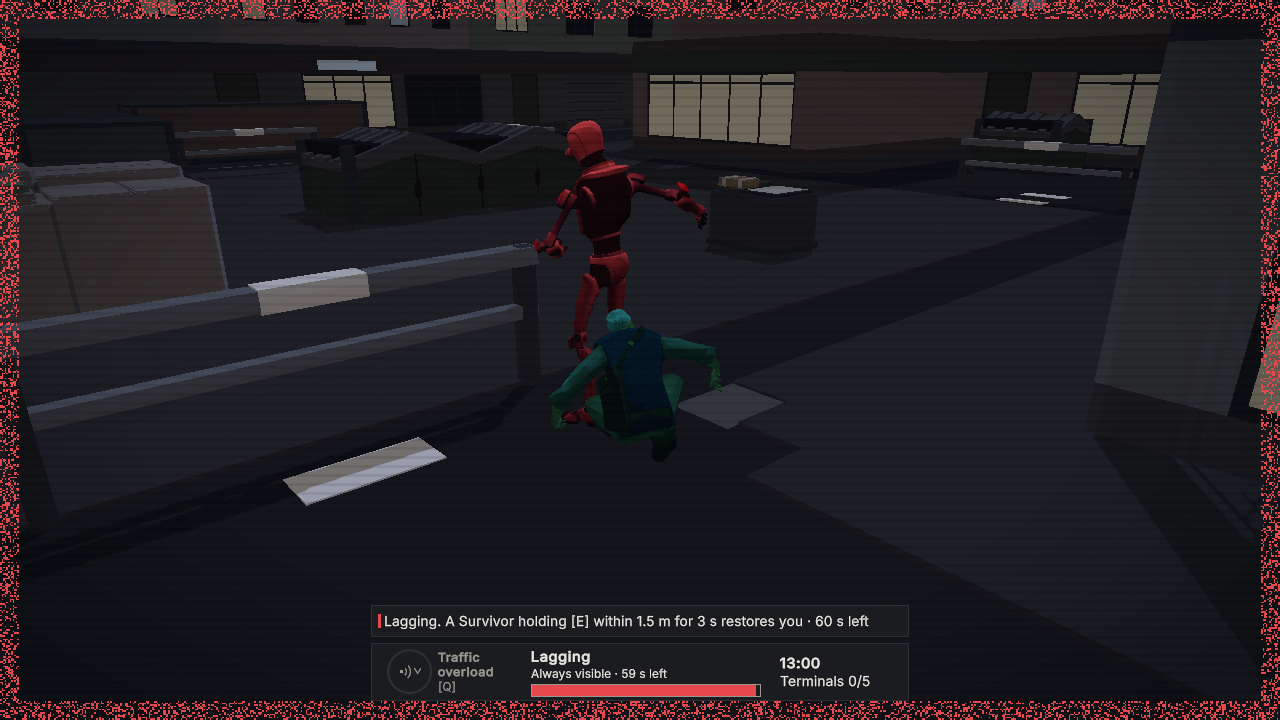 Lagging. A Survivor holding [E] within 1.5 m for 3 s restores you · 60 s left
Traffic
overload
[Q]
Lagging
Always visible · 59 s left
13:00
Terminals 0/5